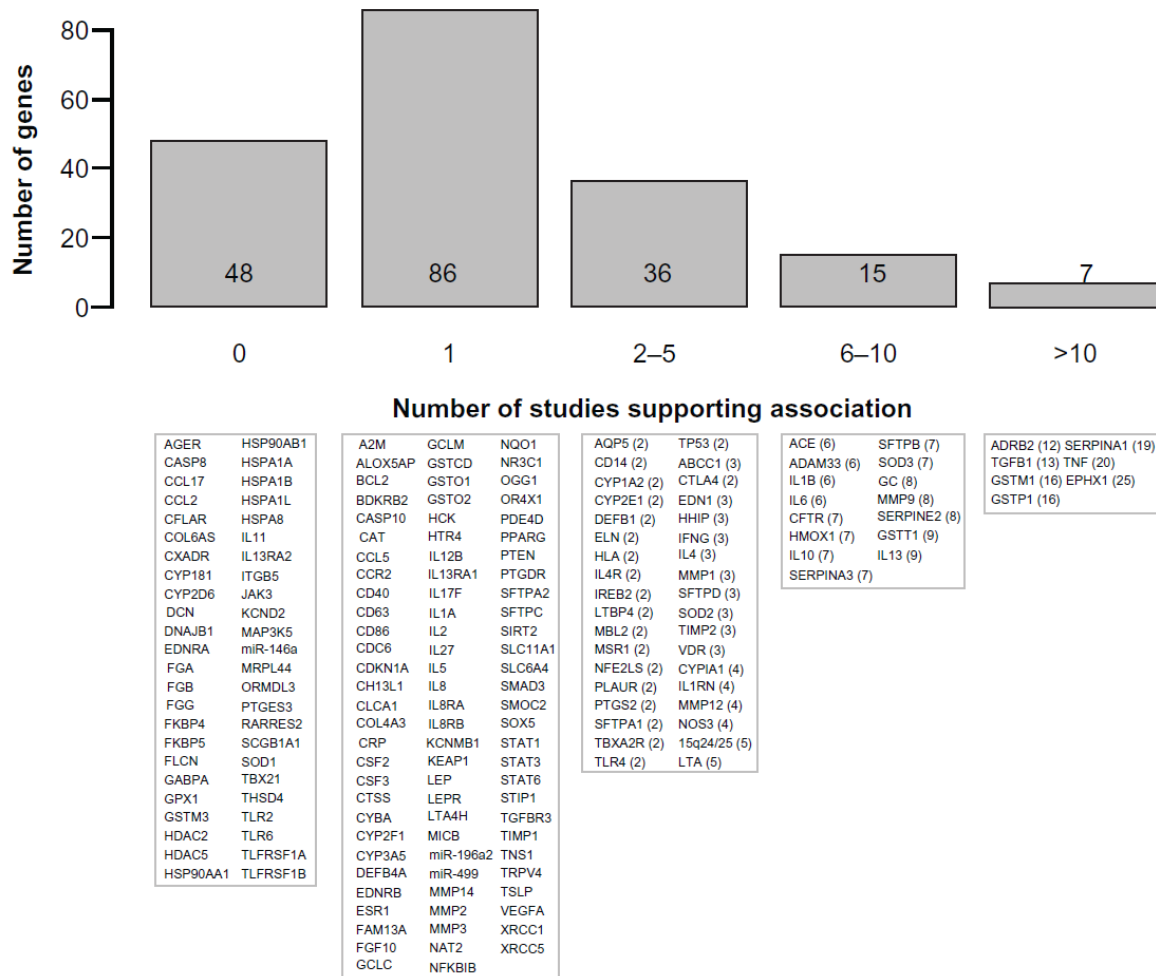 80
60
40
20
0
Number of genes
48
86
36
15
7
0
1
2–5
6–10
>10
Number of studies supporting association
AGER HSP90AB1
CASP8 HSPA1A
CCL17 HSPA1B
CCL2 HSPA1L
CFLAR HSPA8
COL6AS IL11
CXADR IL13RA2
CYP181 ITGB5
CYP2D6 JAK3
DCN KCND2
DNAJB1 MAP3K5
EDNRA miR-146a
FGA MRPL44
FGB ORMDL3
FGG PTGES3
FKBP4 RARRES2
FKBP5 SCGB1A1
FLCN SOD1
GABPA TBX21
GPX1 THSD4
GSTM3 TLR2
HDAC2 TLR6
HDAC5 TLFRSF1A
HSP90AA1 TLFRSF1B
A2M GCLM NQO1
ALOX5AP GSTCD NR3C1
BCL2 GSTO1 OGG1
BDKRB2 GSTO2 OR4X1
CASP10 HCK PDE4D
CAT HTR4 PPARG
CCL5 IL12B PTEN
CCR2 IL13RA1 PTGDR
CD40 IL17F SFTPA2
CD63 IL1A SFTPC
CD86 IL2 SIRT2
CDC6 IL27 SLC11A1
CDKN1A IL5 SLC6A4
CH13L1 IL8 SMAD3
CLCA1 IL8RA SMOC2
COL4A3 IL8RB SOX5
CRP KCNMB1 STAT1
CSF2 KEAP1 STAT3
CSF3 LEP STAT6
CTSS LEPR STIP1
CYBA LTA4H TGFBR3
CYP2F1 MICB TIMP1
CYP3A5 miR-196a2 TNS1
DEFB4A miR-499 TRPV4
EDNRB MMP14 TSLP
ESR1 MMP2 VEGFA
FAM13A MMP3 XRCC1
FGF10 NAT2 XRCC5
GCLC NFKBIB
AQP5 (2) TP53 (2)
CD14 (2) ABCC1 (3)
CYP1A2 (2) CTLA4 (2)
CYP2E1 (2) EDN1 (3)
DEFB1 (2) HHIP (3)
ELN (2) IFNG (3)
HLA (2) IL4 (3)
IL4R (2) MMP1 (3)
IREB2 (2) SFTPD (3)
LTBP4 (2) SOD2 (3)
MBL2 (2) TIMP2 (3)
MSR1 (2) VDR (3)
NFE2LS (2) CYPIA1 (4)
PLAUR (2) IL1RN (4)
PTGS2 (2) MMP12 (4)
SFTPA1 (2) NOS3 (4)
TBXA2R (2) 15q24/25 (5)
TLR4 (2) LTA (5)
ACE (6) SFTPB (7)
ADAM33 (6) SOD3 (7)
IL1B (6) GC (8)
IL6 (6) MMP9 (8)
CFTR (7) SERPINE2 (8)
HMOX1 (7) GSTT1 (9)
IL10 (7) IL13 (9)
SERPINA3 (7)
ADRB2 (12) SERPINA1 (19)
TGFB1 (13) TNF (20)
GSTM1 (16) EPHX1 (25)
GSTP1 (16)